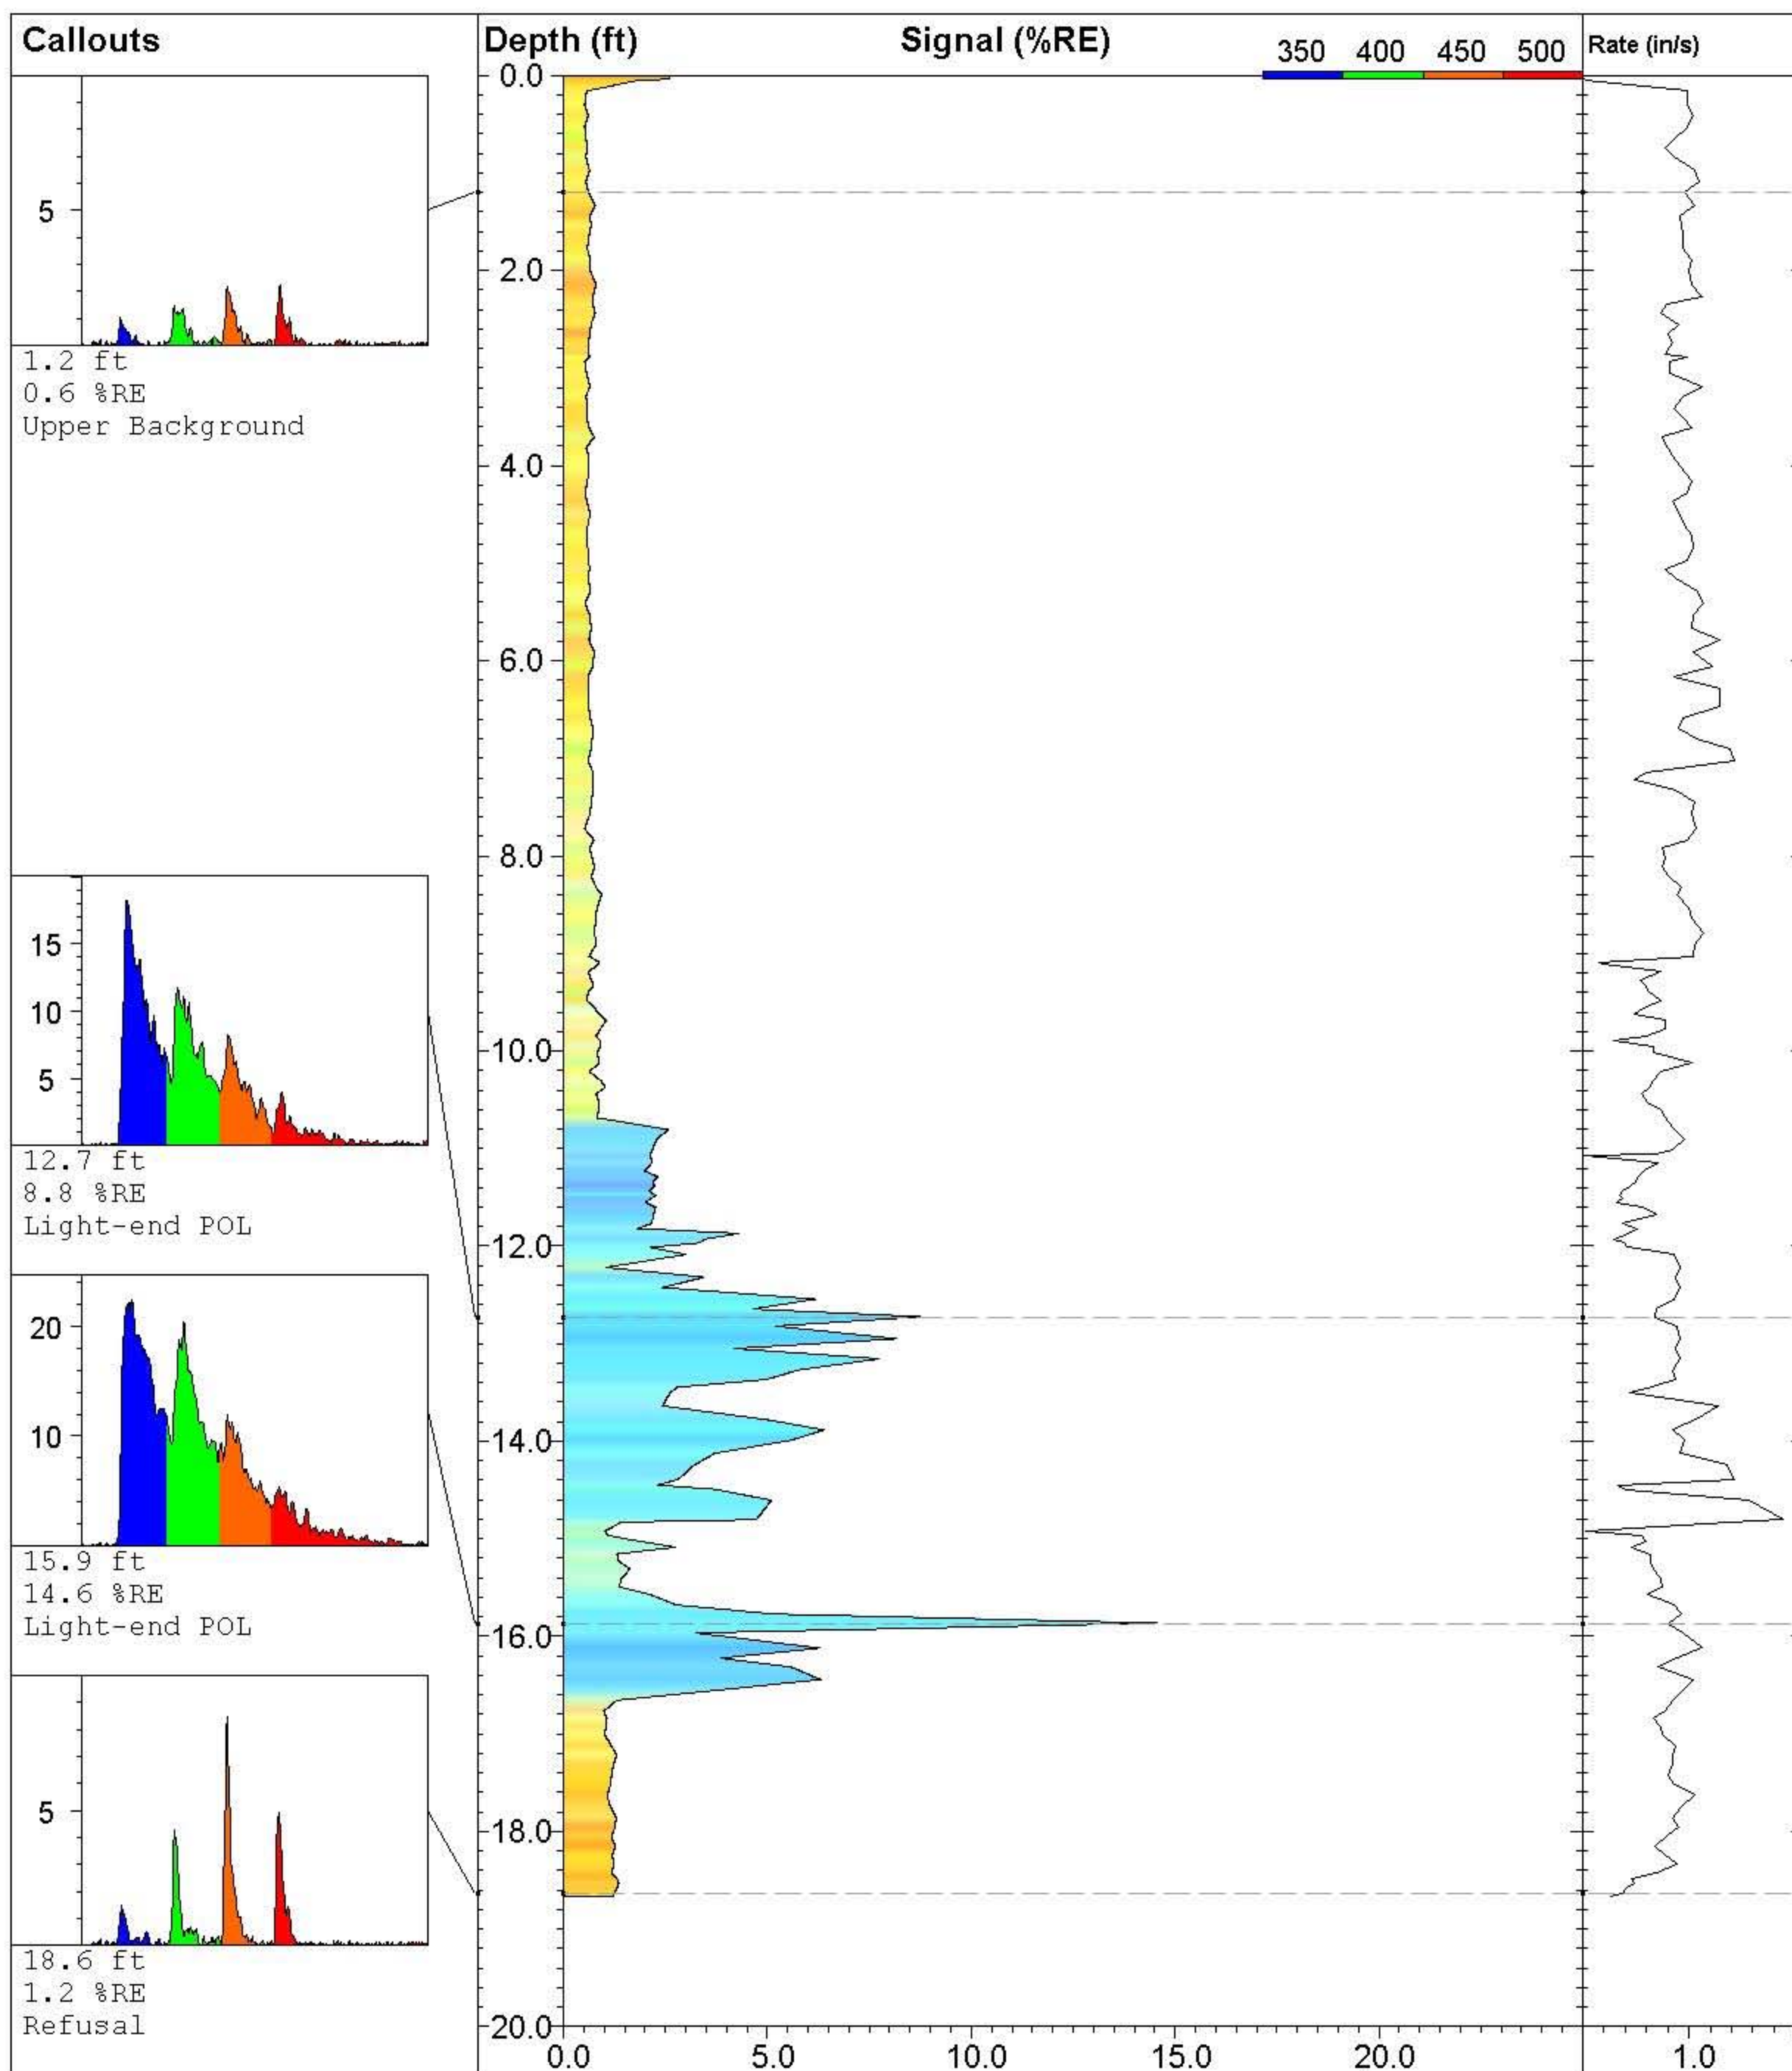 Callouts
Depth (ft)
Signal (%RE)
350 400 450 500
Rate (in/s)
5
1.2 ft
0.6 %RE
Upper Background
15
10
5
12.7 ft
8.8 %RE
Light-end POL
20
10
15.9 ft
14.6 %RE
Light-end POL
5
18.6 ft
1.2 %RE
Refusal
0.0
2.0
4.0
6.0
8.0
10.0
12.0
14.0
16.0
18.0
20.0
0.0 5.0 10.0 15.0 20.0
1.0